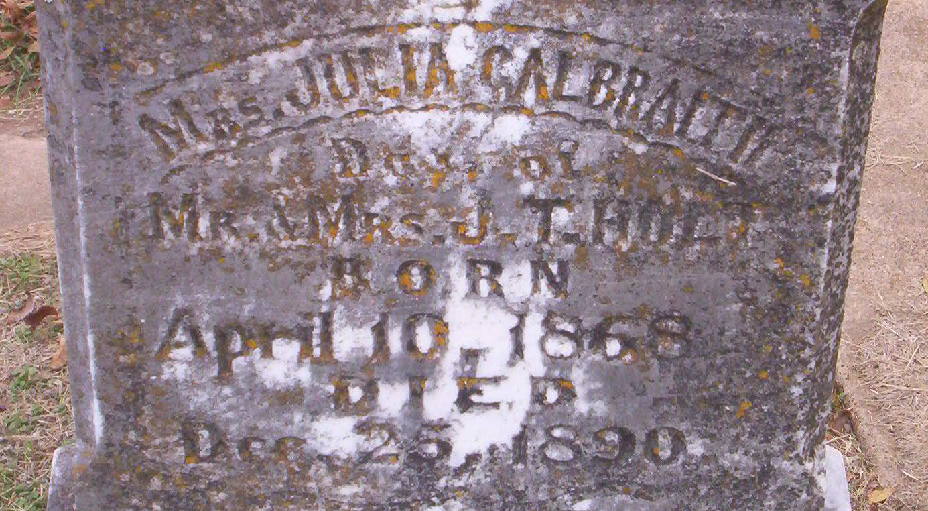 Mrs. JULIA GALBRAITH
Dau. of
MR. & MRS. J. T. HOLT
BORN
April 10, 1868
DIED
Dec. 25, 1890